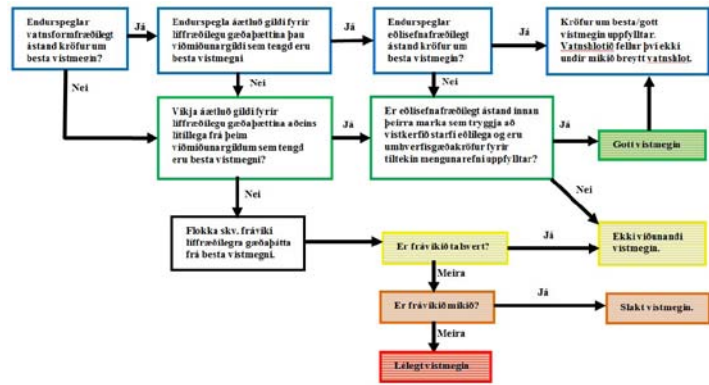 Endurspeglar
vatnsformfræðilegt
ástand kröfur um
besta vistmegin?
Já
Endurspegla áætluð gildi fyrir
líffræðilegu gæðaþættina þau
viðmiðunargildi sem tengd eru
besta vistmegni
Já
Endurspeglar
eðlisefnafræðilegt
ástand kröfur um
besta vistmegin?
Já
Kröfur um besta/gott
vistmegin uppfylltar.
Vatnshlotið fellur því ekki
undir mikið breytt vatnshlot.
Nei
Nei
Nei
Víkja áætluð gildi fyrir
líffræðilegu gæðaþættina aðeins
lítillega frá þeim
viðmiðunargildum sem tengd
eru besta vistmegni?
Já
Er eðlisefnafræðilegt ástand innan
þeirra marka sem tryggja að
vistkerfið starfi eðlilega og eru
umhverfisgæðakröfur fyrir
tiltekin mengunarefni uppfylltar?
Já
Gott vistmegin
Nei
Nei
Flokka skv. fráviki
líffræðilegra gæðaþátta
frá besta vistmegni.
Er frávikið talsvert?
Já
Ekki viðunandi
vistmegin.
Meira
Er frávikið mikið?
Já
Slakt vistmegin.
Meira
Lélegt vistmegin